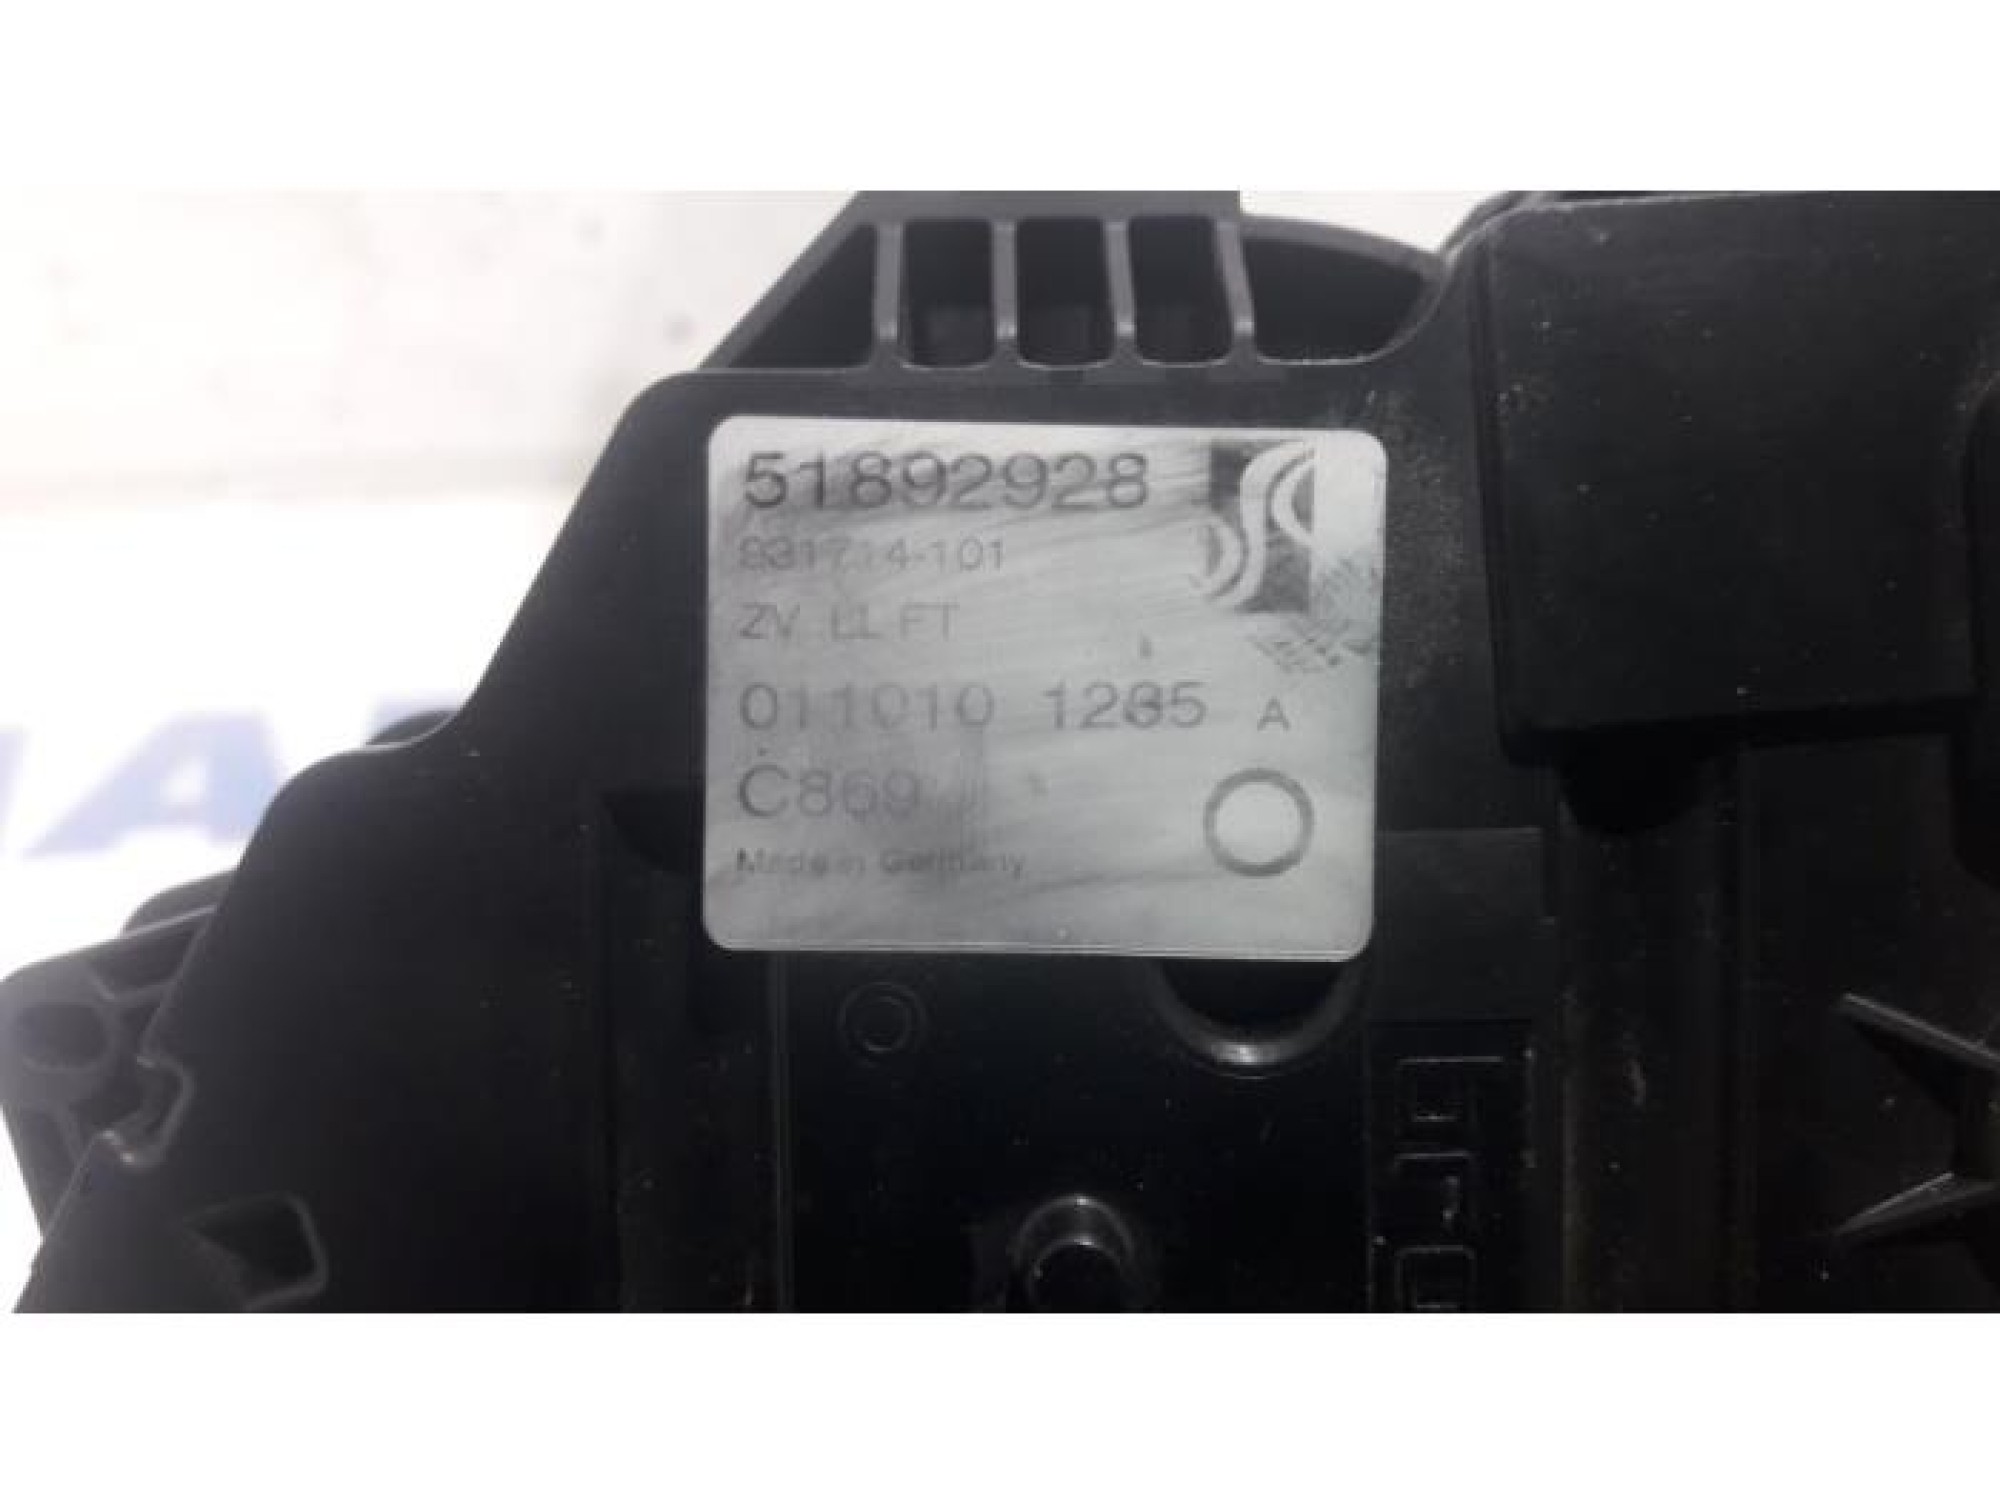 51892928
931714-101
ZV LL FT
011010 1285 A
C869
Made in Germany